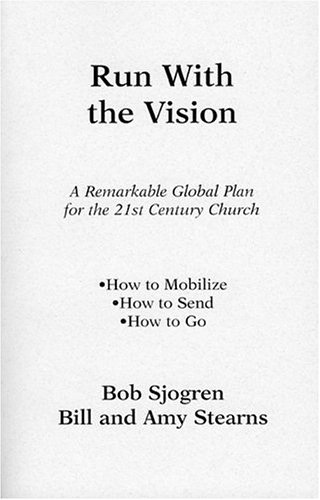 Run With
the Vision
A Remarkable Global Plan
for the 21st Century Church
•How to Mobilize
•How to Send
•How to Go
Bob Sjogren
Bill and Amy Stearns